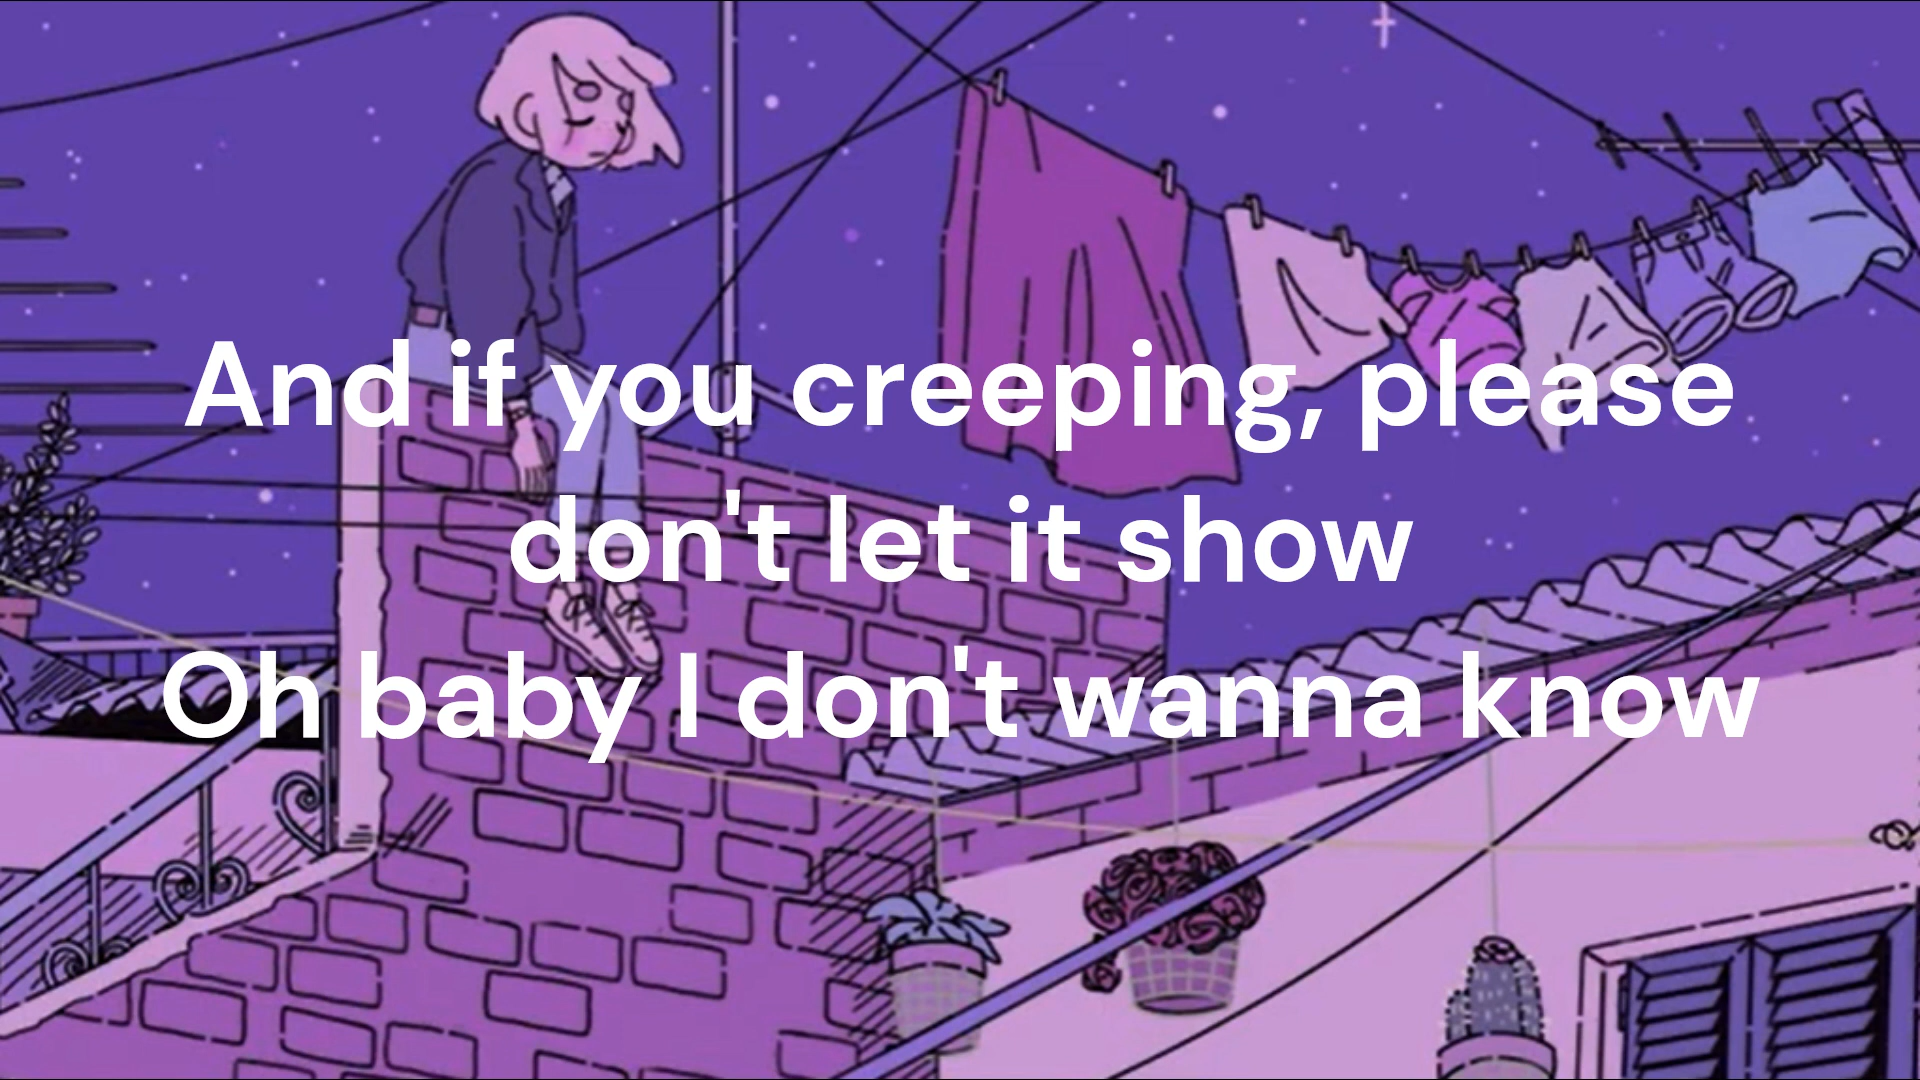 And if you creeping, please
don't let it show
Oh baby I don't wanna know